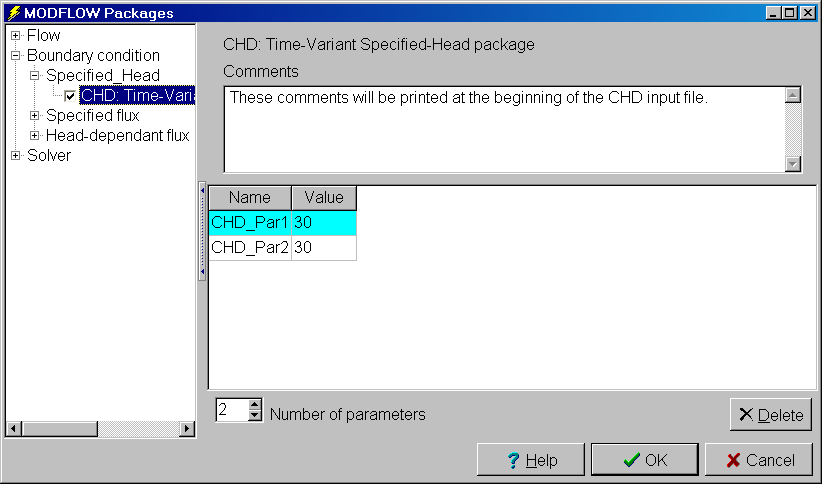 MODFLOW Packages
Flow
Boundary condition
Specified_Head
CHD: Time-Varia
Specified flux
Head-dependant flux
Solver
CHD: Time-Variant Specified-Head package
Comments
These comments will be printed at the beginning of the CHD input file.
Name Value
CHD_Par1 30
CHD_Par2 30
2 Number of parameters
Delete
? Help OK Cancel